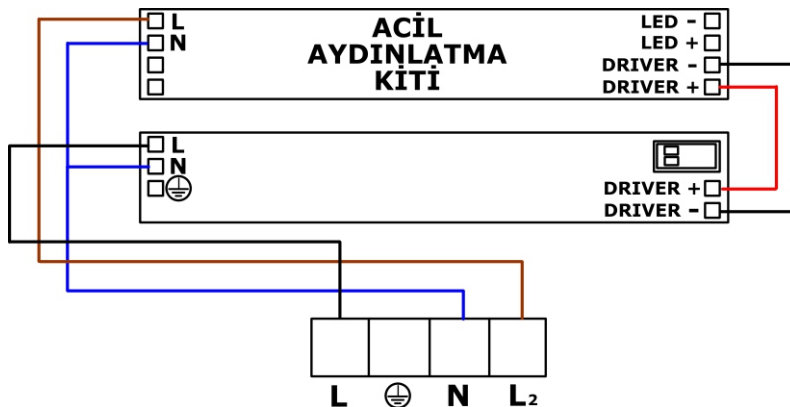 L
N
ACİL
AYDINLATMA
KİTİ
LED -
LED +
DRIVER -
DRIVER +
L
N
DRIVER +
DRIVER -
L N L₂